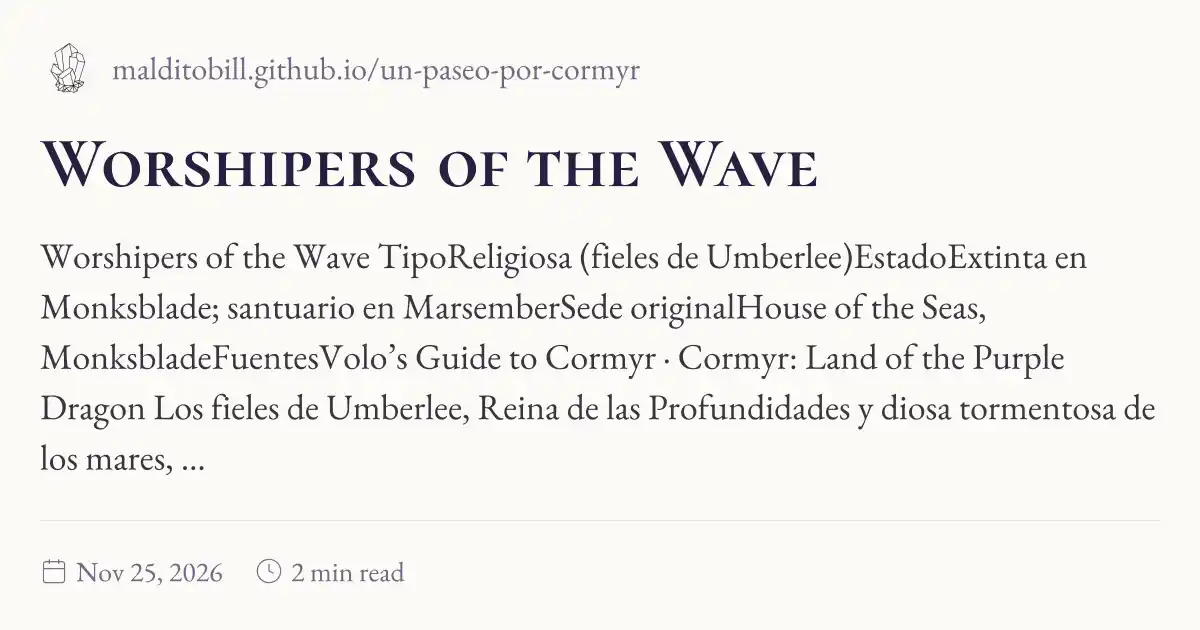 malditobill.github.io/un-paseo-por-cormyr
Worshipers of the Wave
Worshipers of the Wave TipoReligiosa (fieles de Umberlee)EstadoExtinta en
Monksblade; santuario en MarsemberSede originalHouse of the Seas,
MonksbladeFuentesVolo’s Guide to Cormyr · Cormyr: Land of the Purple
Dragon Los fieles de Umberlee, Reina de las Profundidades y diosa tormentosa de
los mares, ...
Nov 25, 2026 2 min read